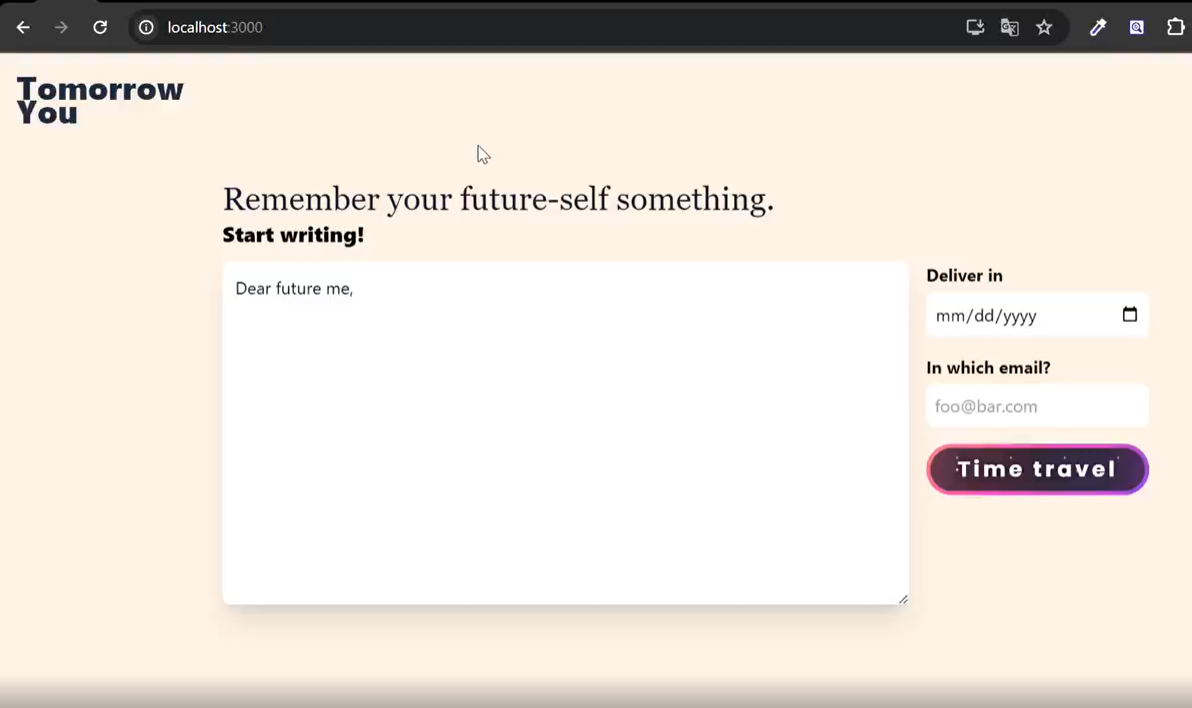 localhost:3000
Tomorrow
You
Remember your future-self something.
Start writing!
Dear future me,
Deliver in
mm/dd/yyyy
In which email?
foo@bar.com
Time travel